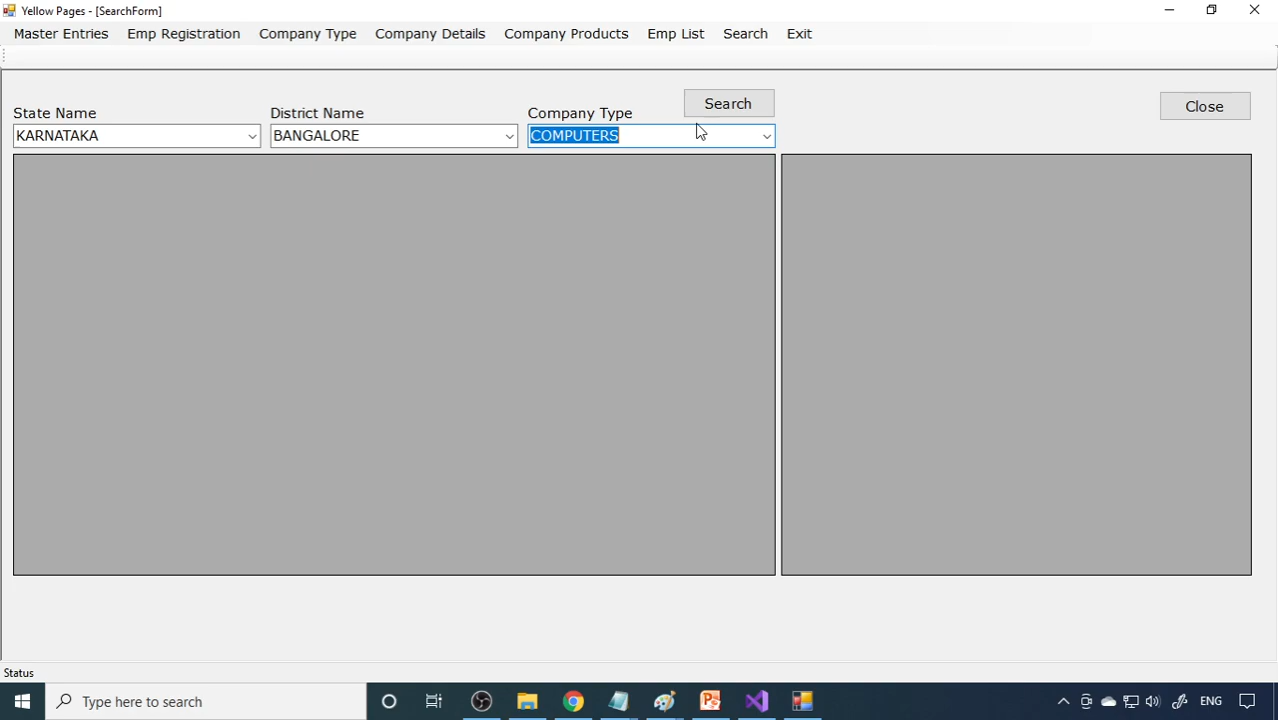 Yellow Pages - [SearchForm]
Master Entries Emp Registration Company Type Company Details Company Products Emp List Search Exit
Search
Close
State Name District Name Company Type
KARNATAKA BANGALORE COMPUTERS
Status
Type here to search
ENG